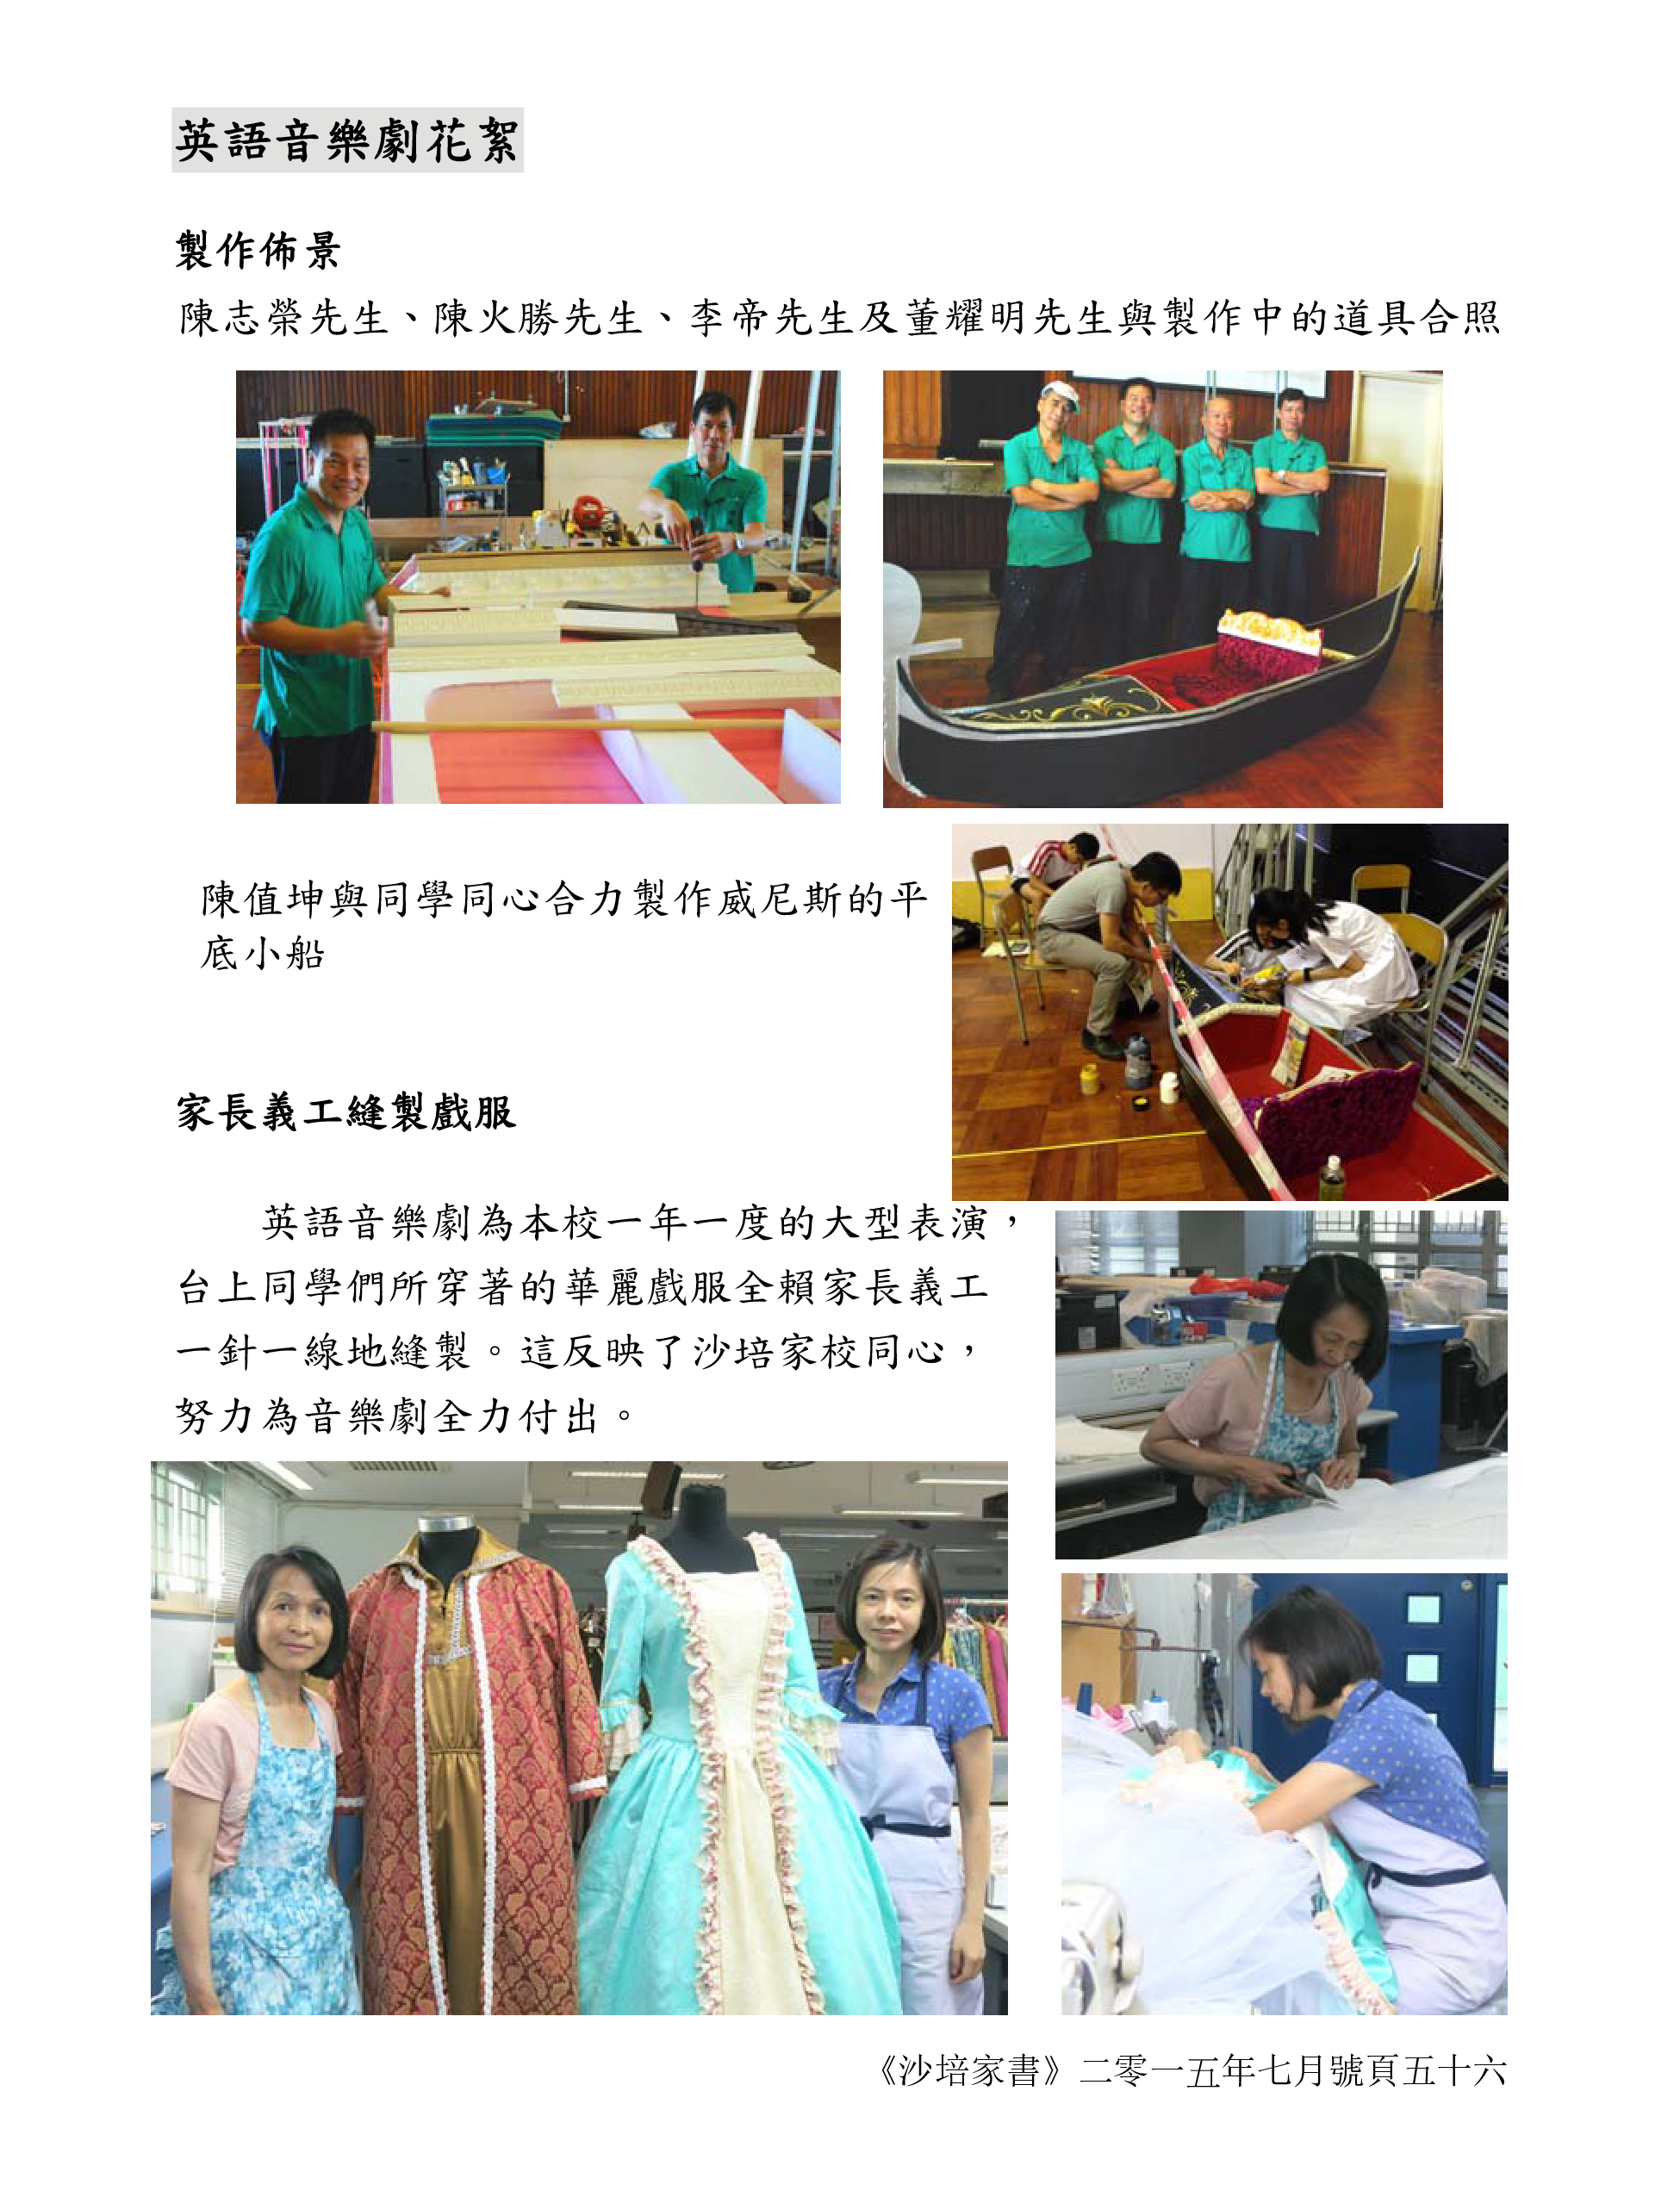 英語音樂劇花絮
製作佈景
陳志榮先生、陳火勝先生、李帝先生及董耀明先生與製作中的道具合照
陳值坤與同學同心合力製作威尼斯的平
底小船
家長義工縫製戲服
英語音樂劇為本校一年一度的大型表演，
台上同學們所穿著的華麗戲服全賴家長義工
一針一線地縫製。這反映了沙培家校同心，
努力為音樂劇全力付出。
《沙培家書》二零一五年七月號頁五十六